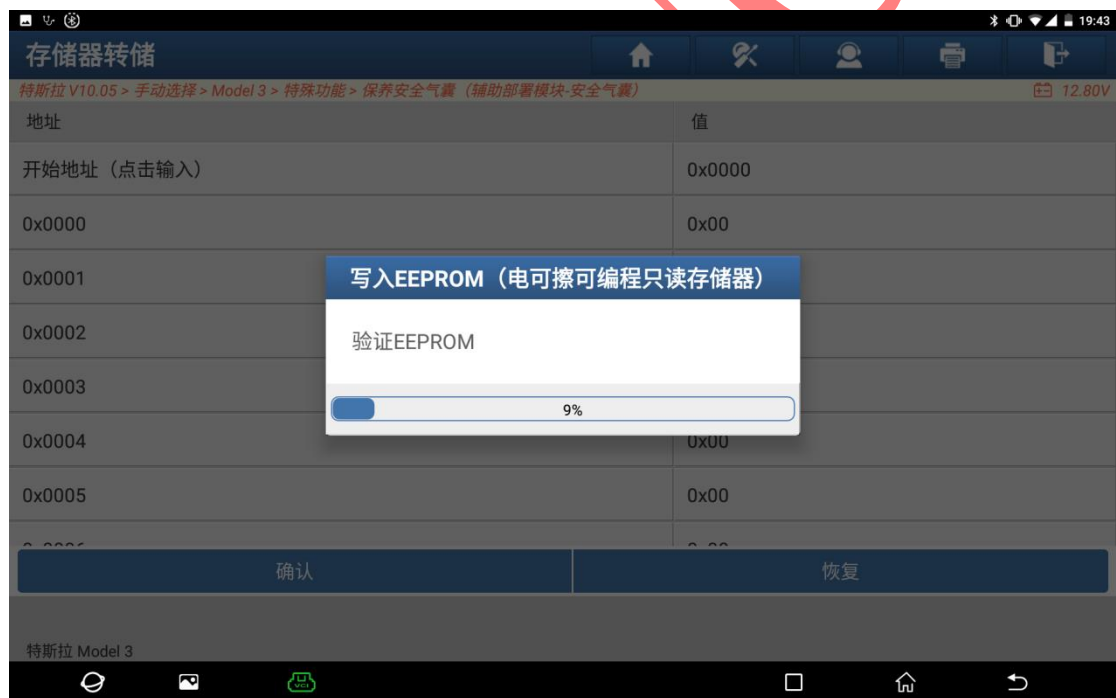 19:43
存储器转储
特斯拉 V10.05 > 手动选择 > Model 3 > 特殊功能 > 保养安全气囊（辅助部署模块-安全气囊）
12.80V
地址
值
开始地址（点击输入）
0x0000
0x0000
0x00
0x0001
写入EEPROM（电可擦可编程只读存储器）
0x0002
验证EEPROM
0x0003
9%
0x0004
0x00
0x0005
0x00
确认
恢复
特斯拉 Model 3
VCI